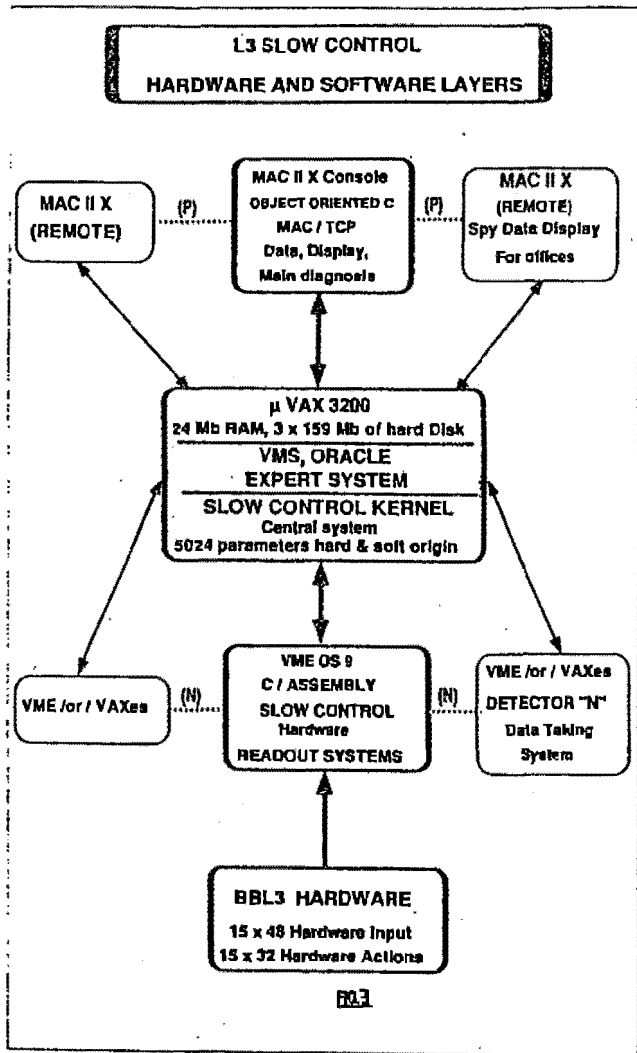 L3 SLOW CONTROL
HARDWARE AND SOFTWARE LAYERS
MAC II X
(REMOTE)
(P)
MAC II X Console
OBJECT ORIENTED C
MAC / TCP
Data, Display,
Main diagnosis
(P)
MAC II X
(REMOTE)
Spy Data Display
For offices
μ VAX 3200
24 Mb RAM, 3 x 159 Mb of hard Disk
VMS, ORACLE
EXPERT SYSTEM
SLOW CONTROL KERNEL
Central system
5024 parameters hard & soft origin
VME /or / VAXes
(N)
VME OS 9
C / ASSEMBLY
SLOW CONTROL
Hardware
READOUT SYSTEMS
(N)
VME /or / VAXes
DETECTOR "N"
Data Taking
System
BBL3 HARDWARE
15 x 48 Hardware Input
15 x 32 Hardware Actions
FIG.3